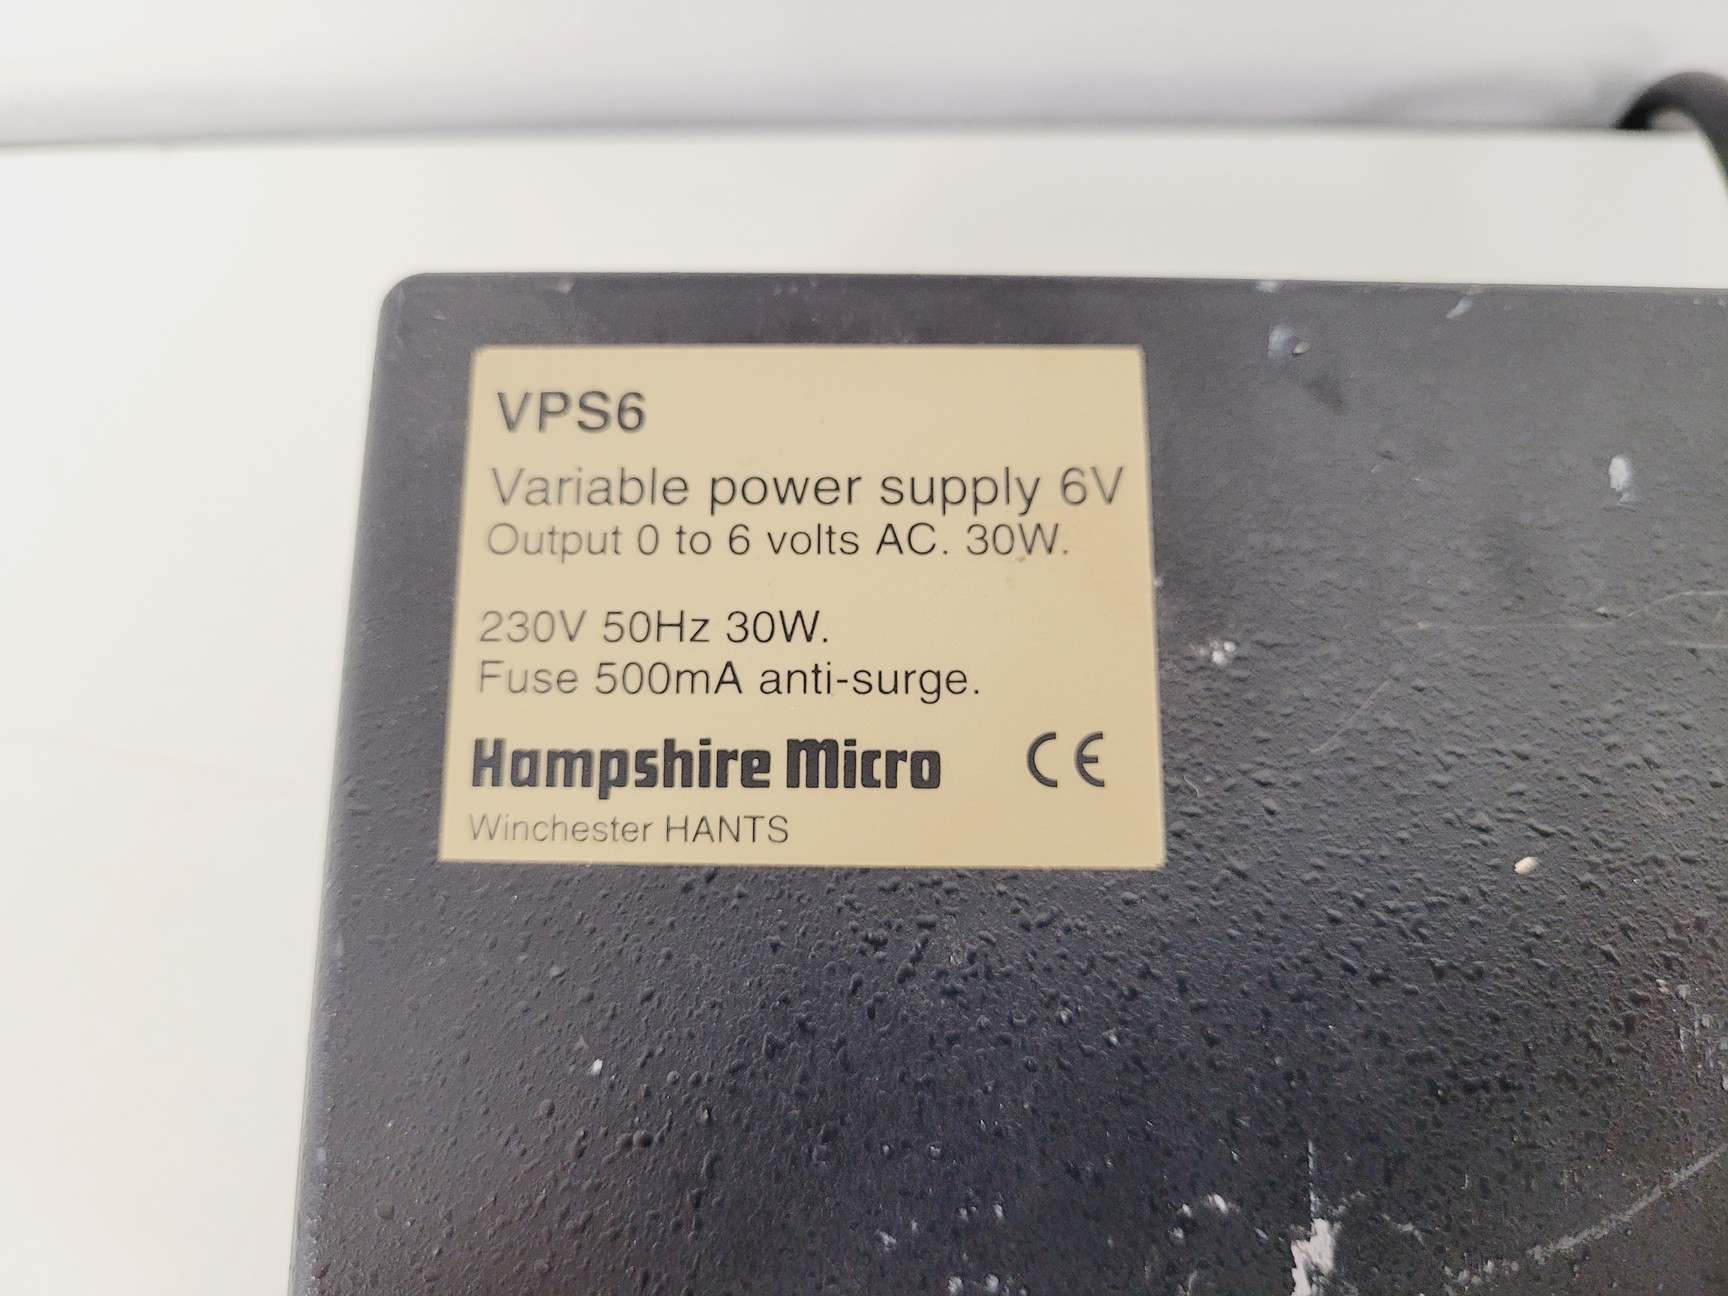 VPS6
Variable power supply 6V
Output 0 to 6 volts AC. 30W.
230V 50Hz 30W.
Fuse 500mA anti-surge.
Hampshire Micro CE
Winchester HANTS